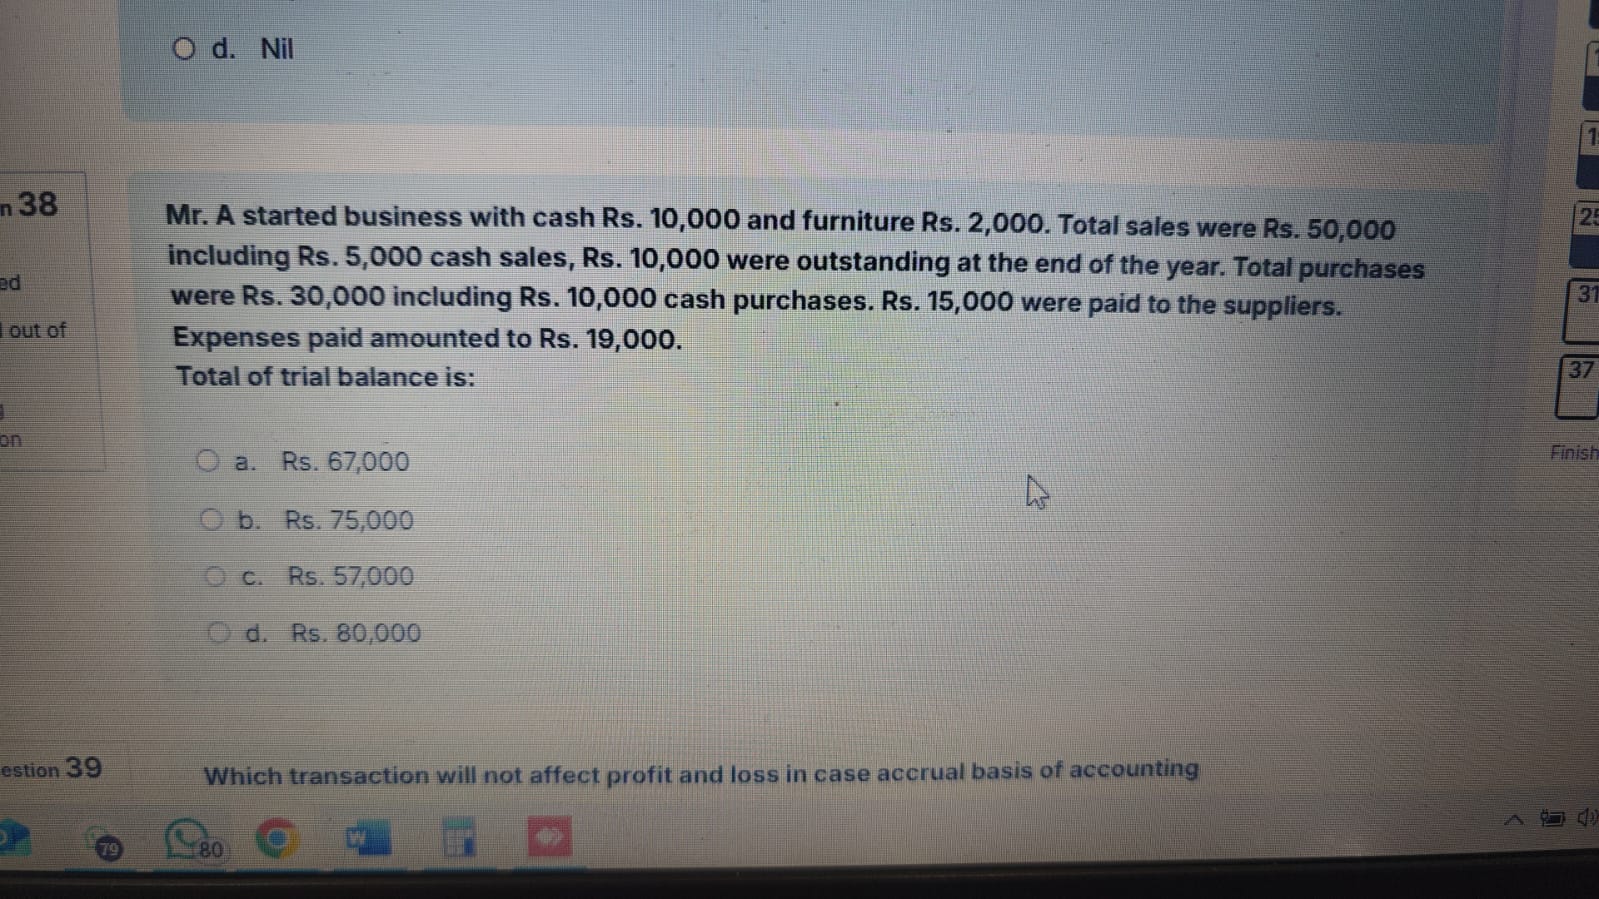 d. Nil
n 38
Mr. A started business with cash Rs. 10,000 and furniture Rs. 2,000. Total sales were Rs. 50,000
including Rs. 5,000 cash sales, Rs. 10,000 were outstanding at the end of the year. Total purchases
were Rs. 30,000 including Rs. 10,000 cash purchases. Rs. 15,000 were paid to the suppliers.
Expenses paid amounted to Rs. 19,000.
Total of trial balance is:
ed
out of
on
a. Rs. 67,000
b. Rs. 75,000
c. Rs. 57,000
d. Rs. 80,000
25
31
37
Finish
estion 39
Which transaction will not affect profit and loss in case accrual basis of accounting
79
80
W